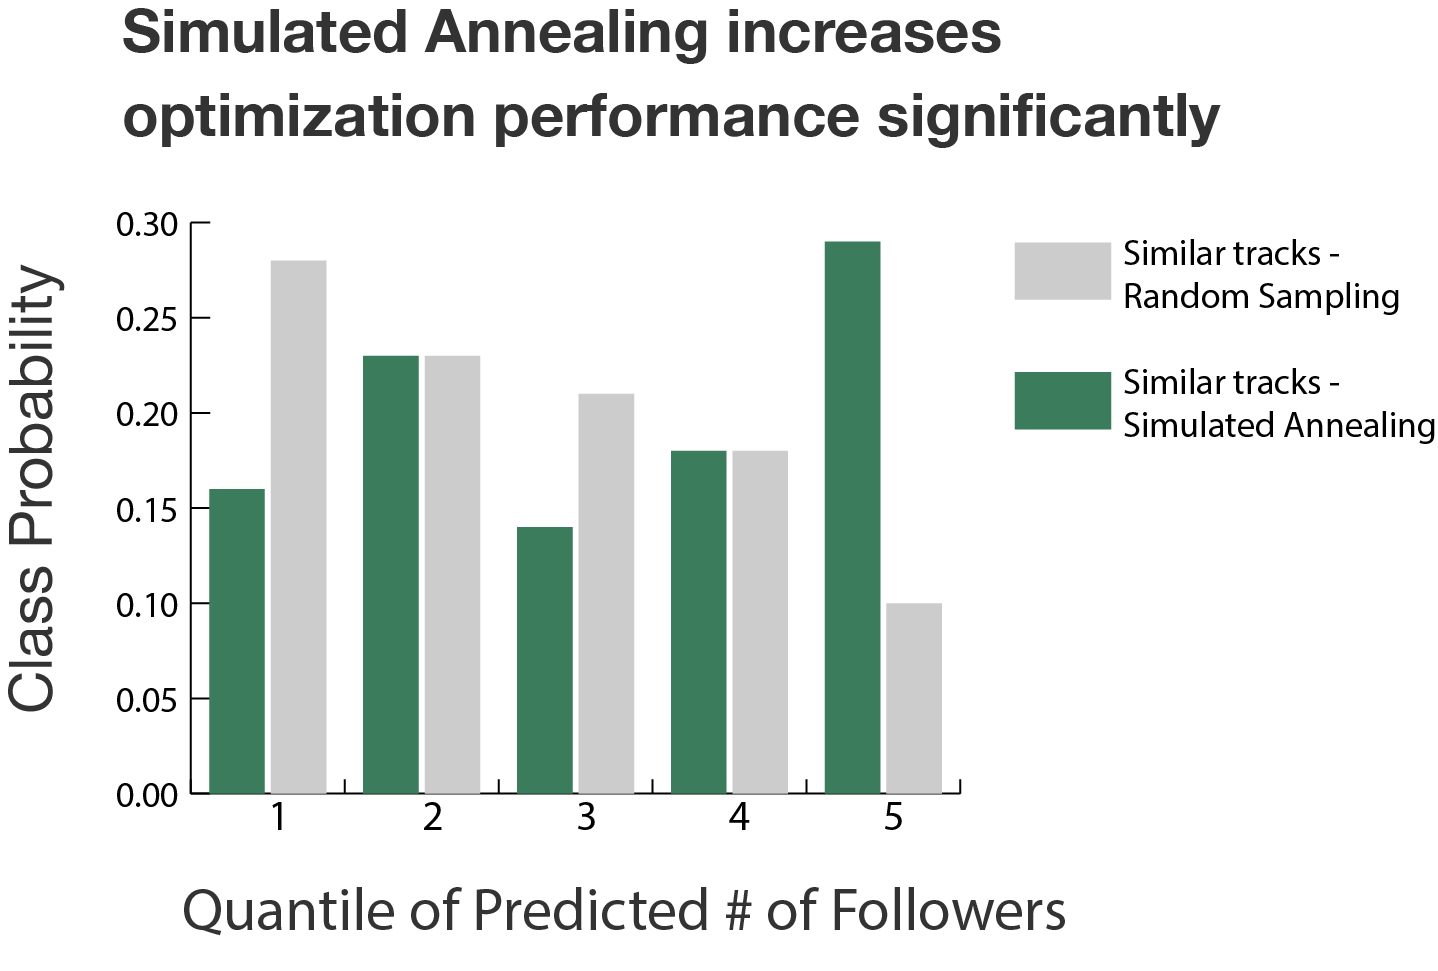 Simulated Annealing increases
optimization performance significantly
Class Probability
0.30
0.25
0.20
0.15
0.10
0.05
0.00
1 2 3 4 5
Quantile of Predicted # of Followers
Similar tracks -
Random Sampling
Similar tracks -
Simulated Annealing